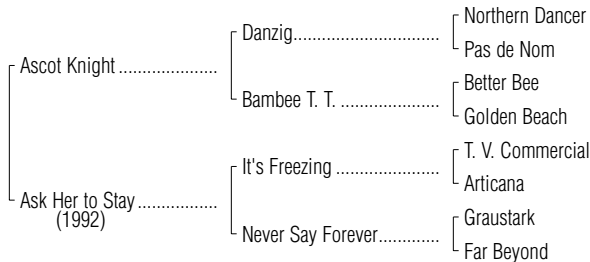 Northern Dancer
Danzig..............................
Pas de Nom
Ascot Knight .....................
Better Bee
Bambee T. T. .....................
Golden Beach
T. V. Commercial
It's Freezing ......................
Articana
Ask Her to Stay.................
(1992)
Graustark
Never Say Forever.............
Far Beyond